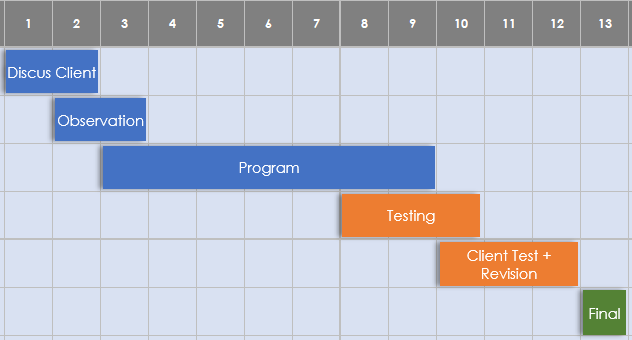 1 2 3 4 5 6 7 8 9 10 11 12 13
Discus Client
Observation
Program
Testing
Client Test +
Revision
Final